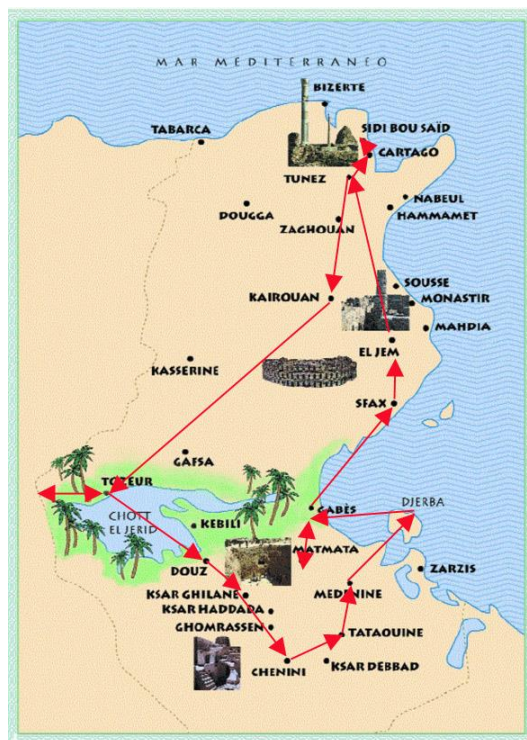 MAR MEDITERRANEO
BIZERTE
TABARCA
SIDI BOU SAÏD
CARTAGO
TUNEZ
NABEUL
DOUGGA
HAMMAMET
ZAGHOUAN
SOUSSE
KAIROUAN
MONASTIR
MAHDIA
EL JEM
KASSERINE
SFAX
GAFSA
TOZEUR
DJERBA
GABÈS
CHOTT
EL JERID
KEBILI
MATMATA
DOUZ
ZARZIS
MEDENINE
KSAR GHILANE
KSAR HADDADA
GHOMRASSEN
TATAOUINE
CHENINI
KSAR DEBBAD